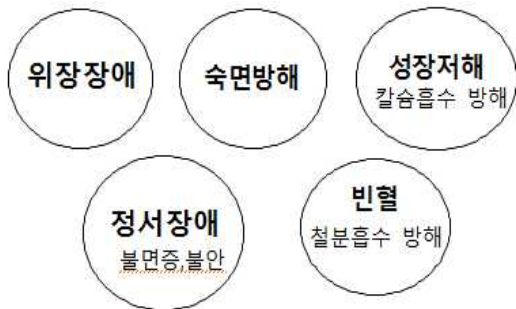 위장장애
숙면방해
성장저해
칼슘흡수 방해
정서장애
불면증,불안
빈혈
철분흡수 방해